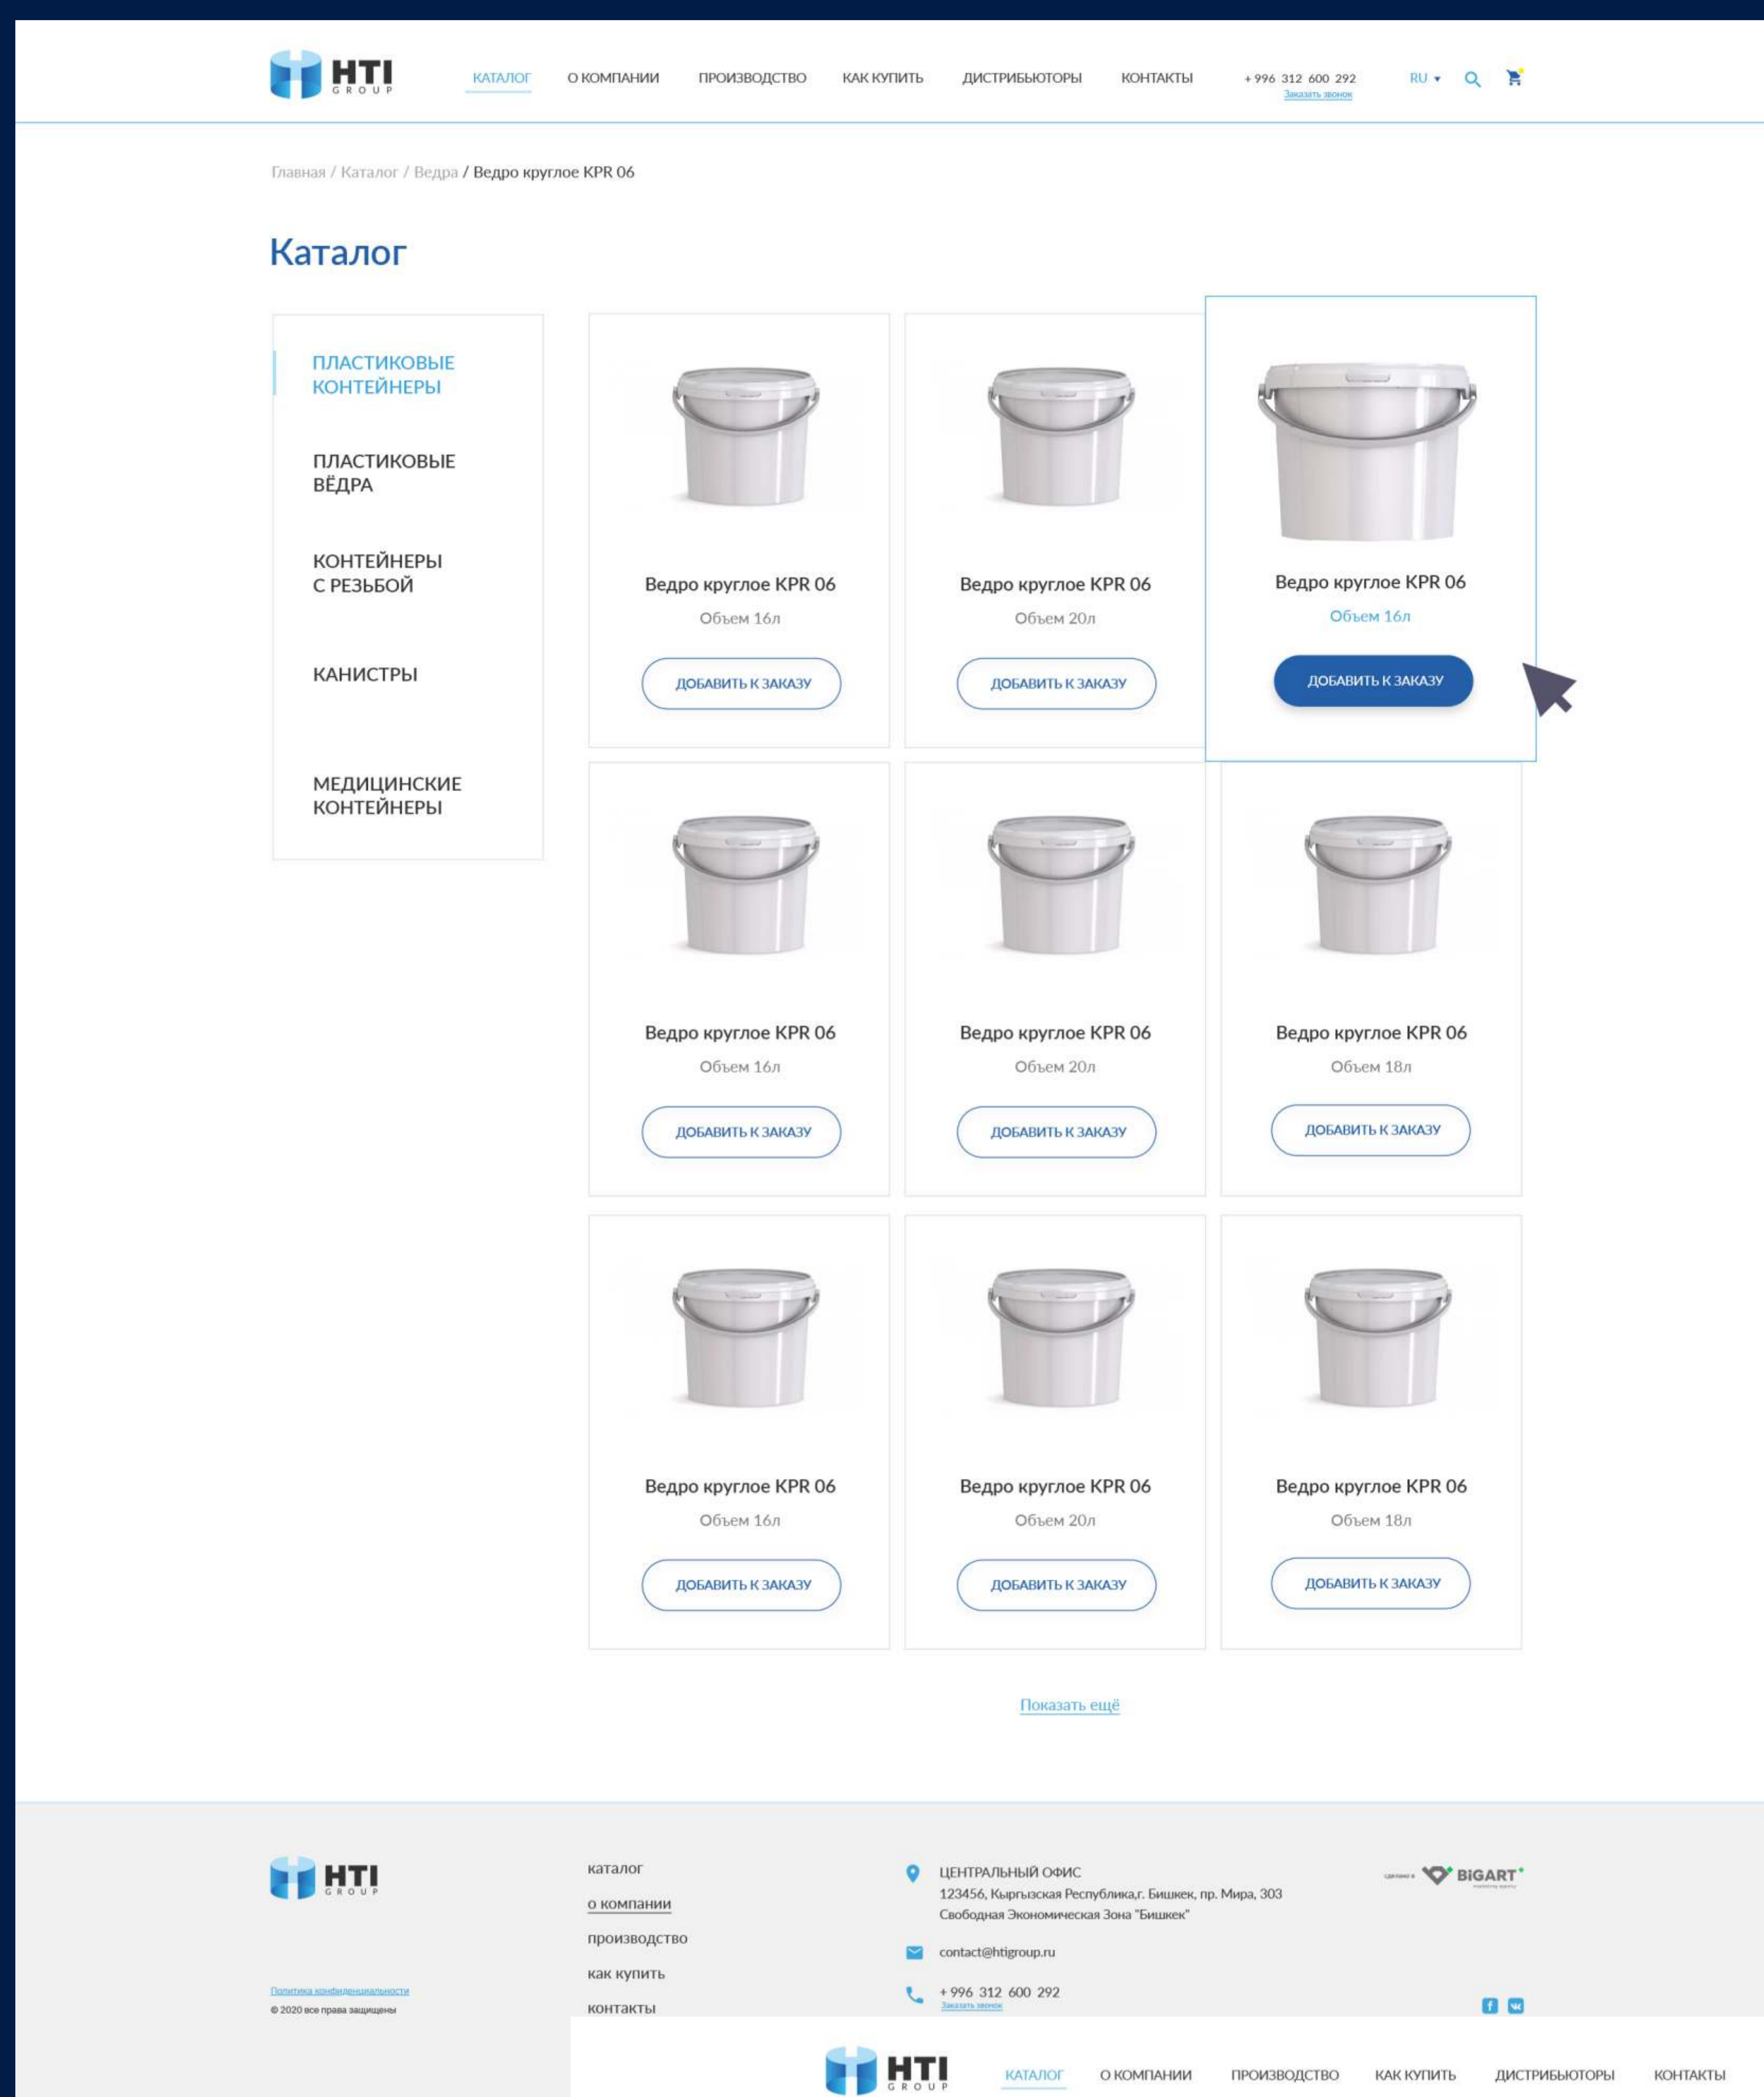 HTI
GROUP
КАТАЛОГ
О КОМПАНИИ
ПРОИЗВОДСТВО
КАК КУПИТЬ
ДИСТРИБЬЮТОРЫ
КОНТАКТЫ
+ 996 312 600 292
Заказать звонок
RU
Главная / Каталог / Ведра / Ведро круглое KPR 06
Каталог
ПЛАСТИКОВЫЕ
КОНТЕЙНЕРЫ
ПЛАСТИКОВЫЕ
ВЁДРА
КОНТЕЙНЕРЫ
С РЕЗЬБОЙ
КАНИСТРЫ
МЕДИЦИНСКИЕ
КОНТЕЙНЕРЫ
Ведро круглое KPR 06
Объем 16л
ДОБАВИТЬ К ЗАКАЗУ
Ведро круглое KPR 06
Объем 20л
ДОБАВИТЬ К ЗАКАЗУ
Ведро круглое KPR 06
Объем 16л
ДОБАВИТЬ К ЗАКАЗУ
Ведро круглое KPR 06
Объем 16л
ДОБАВИТЬ К ЗАКАЗУ
Ведро круглое KPR 06
Объем 20л
ДОБАВИТЬ К ЗАКАЗУ
Ведро круглое KPR 06
Объем 18л
ДОБАВИТЬ К ЗАКАЗУ
Ведро круглое KPR 06
Объем 16л
ДОБАВИТЬ К ЗАКАЗУ
Ведро круглое KPR 06
Объем 20л
ДОБАВИТЬ К ЗАКАЗУ
Ведро круглое KPR 06
Объем 18л
ДОБАВИТЬ К ЗАКАЗУ
Показать ещё
HTI
GROUP
Политика конфиденциальности
© 2020 все права защищены
каталог
о компании
производство
как купить
контакты
ЦЕНТРАЛЬНЫЙ ОФИС
123456, Кыргызская Республика,г. Бишкек, пр. Мира, 303
Свободная Экономическая Зона "Бишкек"
contact@htigroup.ru
+ 996 312 600 292
Заказать звонок
сделано в
BiGART
marketing agency
HTI
GROUP
КАТАЛОГ
О КОМПАНИИ
ПРОИЗВОДСТВО
КАК КУПИТЬ
ДИСТРИБЬЮТОРЫ
КОНТАКТЫ